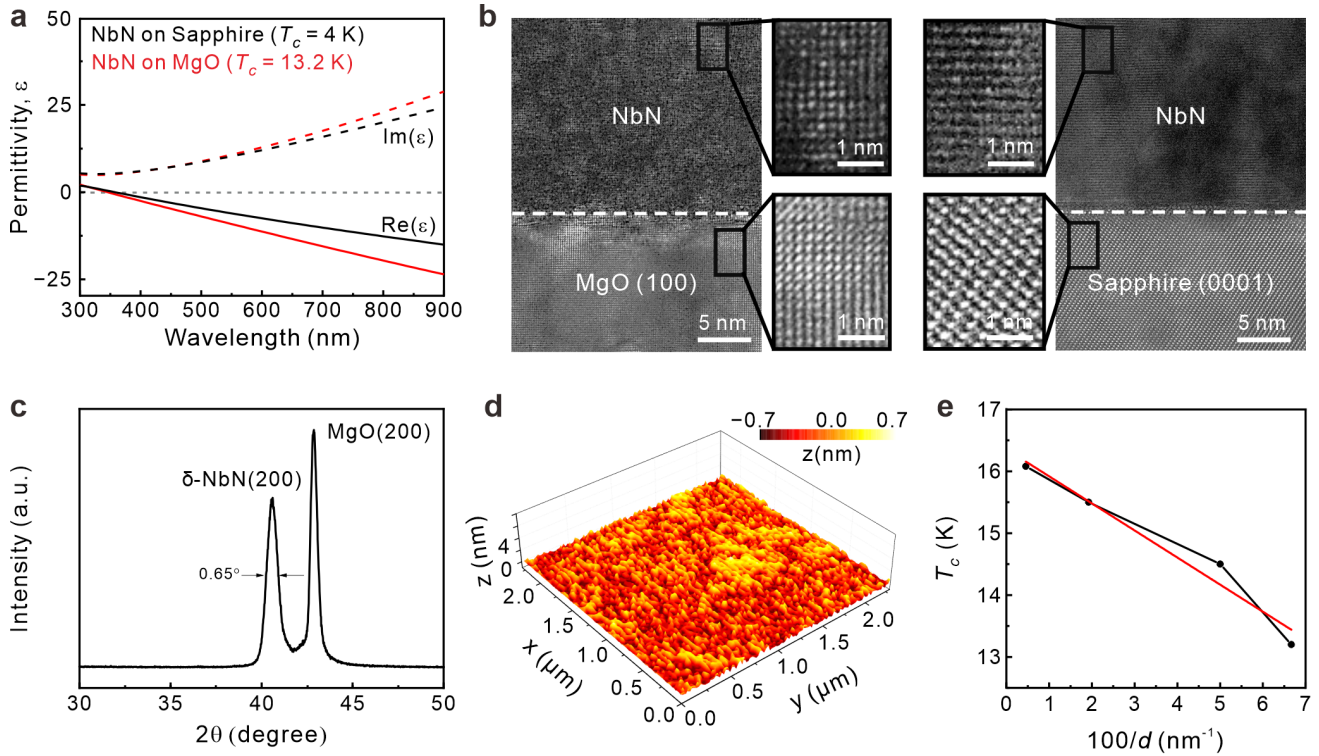 a
NbN on Sapphire (Tc = 4 K)
NbN on MgO (Tc = 13.2 K)
Im(ε)
Re(ε)
50
25
0
−25
300 400 500 600 700 800 900
Permittivity, ε
Wavelength (nm)
b
NbN
MgO (100)
5 nm
1 nm
1 nm
1 nm
1 nm
NbN
Sapphire (0001)
5 nm
c
MgO(200)
δ-NbN(200)
0.65°
30 35 40 45 50
Intensity (a.u.)
2θ (degree)
d
−0.7 0.0 0.7
z(nm)
z (nm)
4
0
2.0
1.5
1.0
0.5
0.0
x (μm)
0.0
0.5
1.0
1.5
2.0
y (μm)
e
17
16
15
14
13
0 1 2 3 4 5 6 7
Tc (K)
100/d (nm⁻¹)